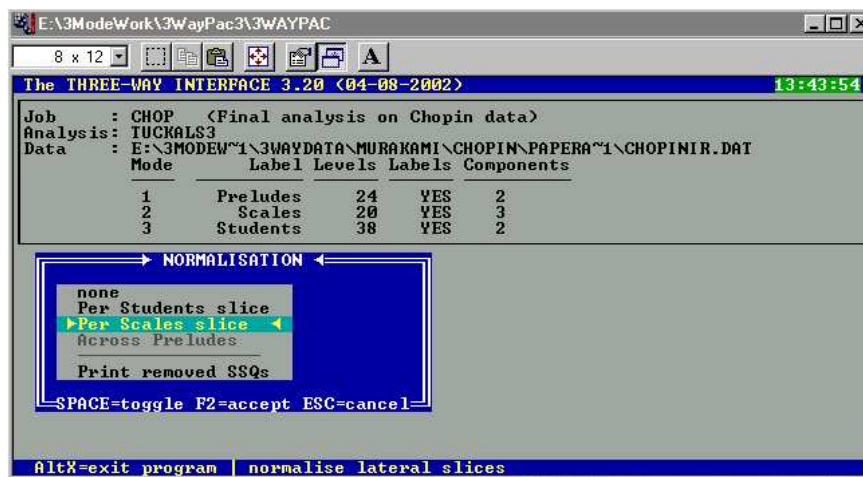 E:\3ModeWork\3WayPac3\3WAYPAC
8 x 12 A
The THREE-WAY INTERFACE 3.20 (04-08-2002) 13:43:54
Job : CHOP (Final analysis on Chopin data)
Analysis: TUCKALS3
Data : E:\3MODEW~1\3WAYDATA\MURAKAMI\CHOPIN\PAPERA~1\CHOPINIR.DAT
Mode Label Levels Labels Components
1 Preludes 24 YES 2
2 Scales 20 YES 3
3 Students 38 YES 2
NORMALISATION
none
Per Students slice
Per Scales slice
Across Preludes
Print removed SSQs
SPACE=toggle F2=accept ESC=cancel
AltX=exit program | normalise lateral slices